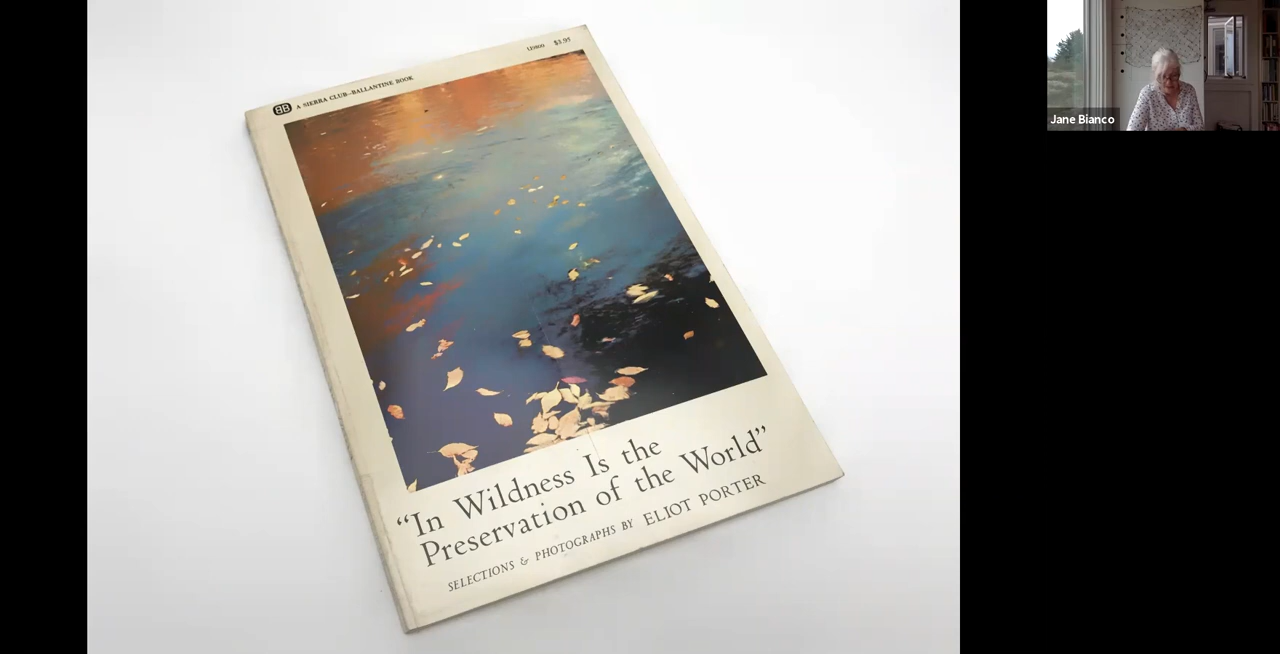 BB A SIERRA CLUB–BALLANTINE BOOK
$3.95
“In Wildness Is the
Preservation of the World”
SELECTIONS & PHOTOGRAPHS BY ELIOT PORTER
Jane Bianco